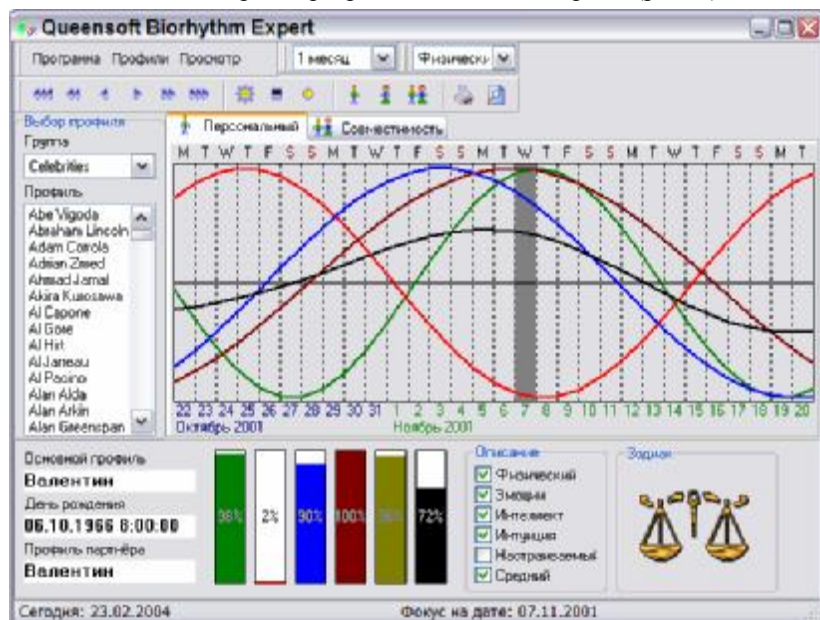 Queensoft Biorhythm Expert
Программа Профили Просмотр 1 месяц Физически
Выбор профиля
Группа
Celebrities
Профиль
Abe Vigoda
Abraham Lincoln
Adam Carrola
Adrian Zmed
Ahmad Jamal
Akira Kurosawa
Al Capone
Al Gore
Al Hirt
Al Jarreau
Al Pacino
Alan Alda
Alan Arkin
Alan Greenspan
Персональный Совместимость
M T W T F S S M T W T F S S M T W T F S S M T W T F S S M T
22 23 24 25 26 27 28 29 30 31 1 2 3 4 5 6 7 8 9 10 11 12 13 14 15 16 17 18 19 20
Октябрь 2001 Ноябрь 2001
Основной профиль
Валентин
День рождения
06.10.1966 8:00:00
Профиль партнёра
Валентин
98% 2% 90% 100% 72%
Описание
Физический
Эмоции
Интеллект
Интуиция
Настраиваемый
Средний
Зодиак
Сегодня: 23.02.2004 Фокус на дате: 07.11.2001